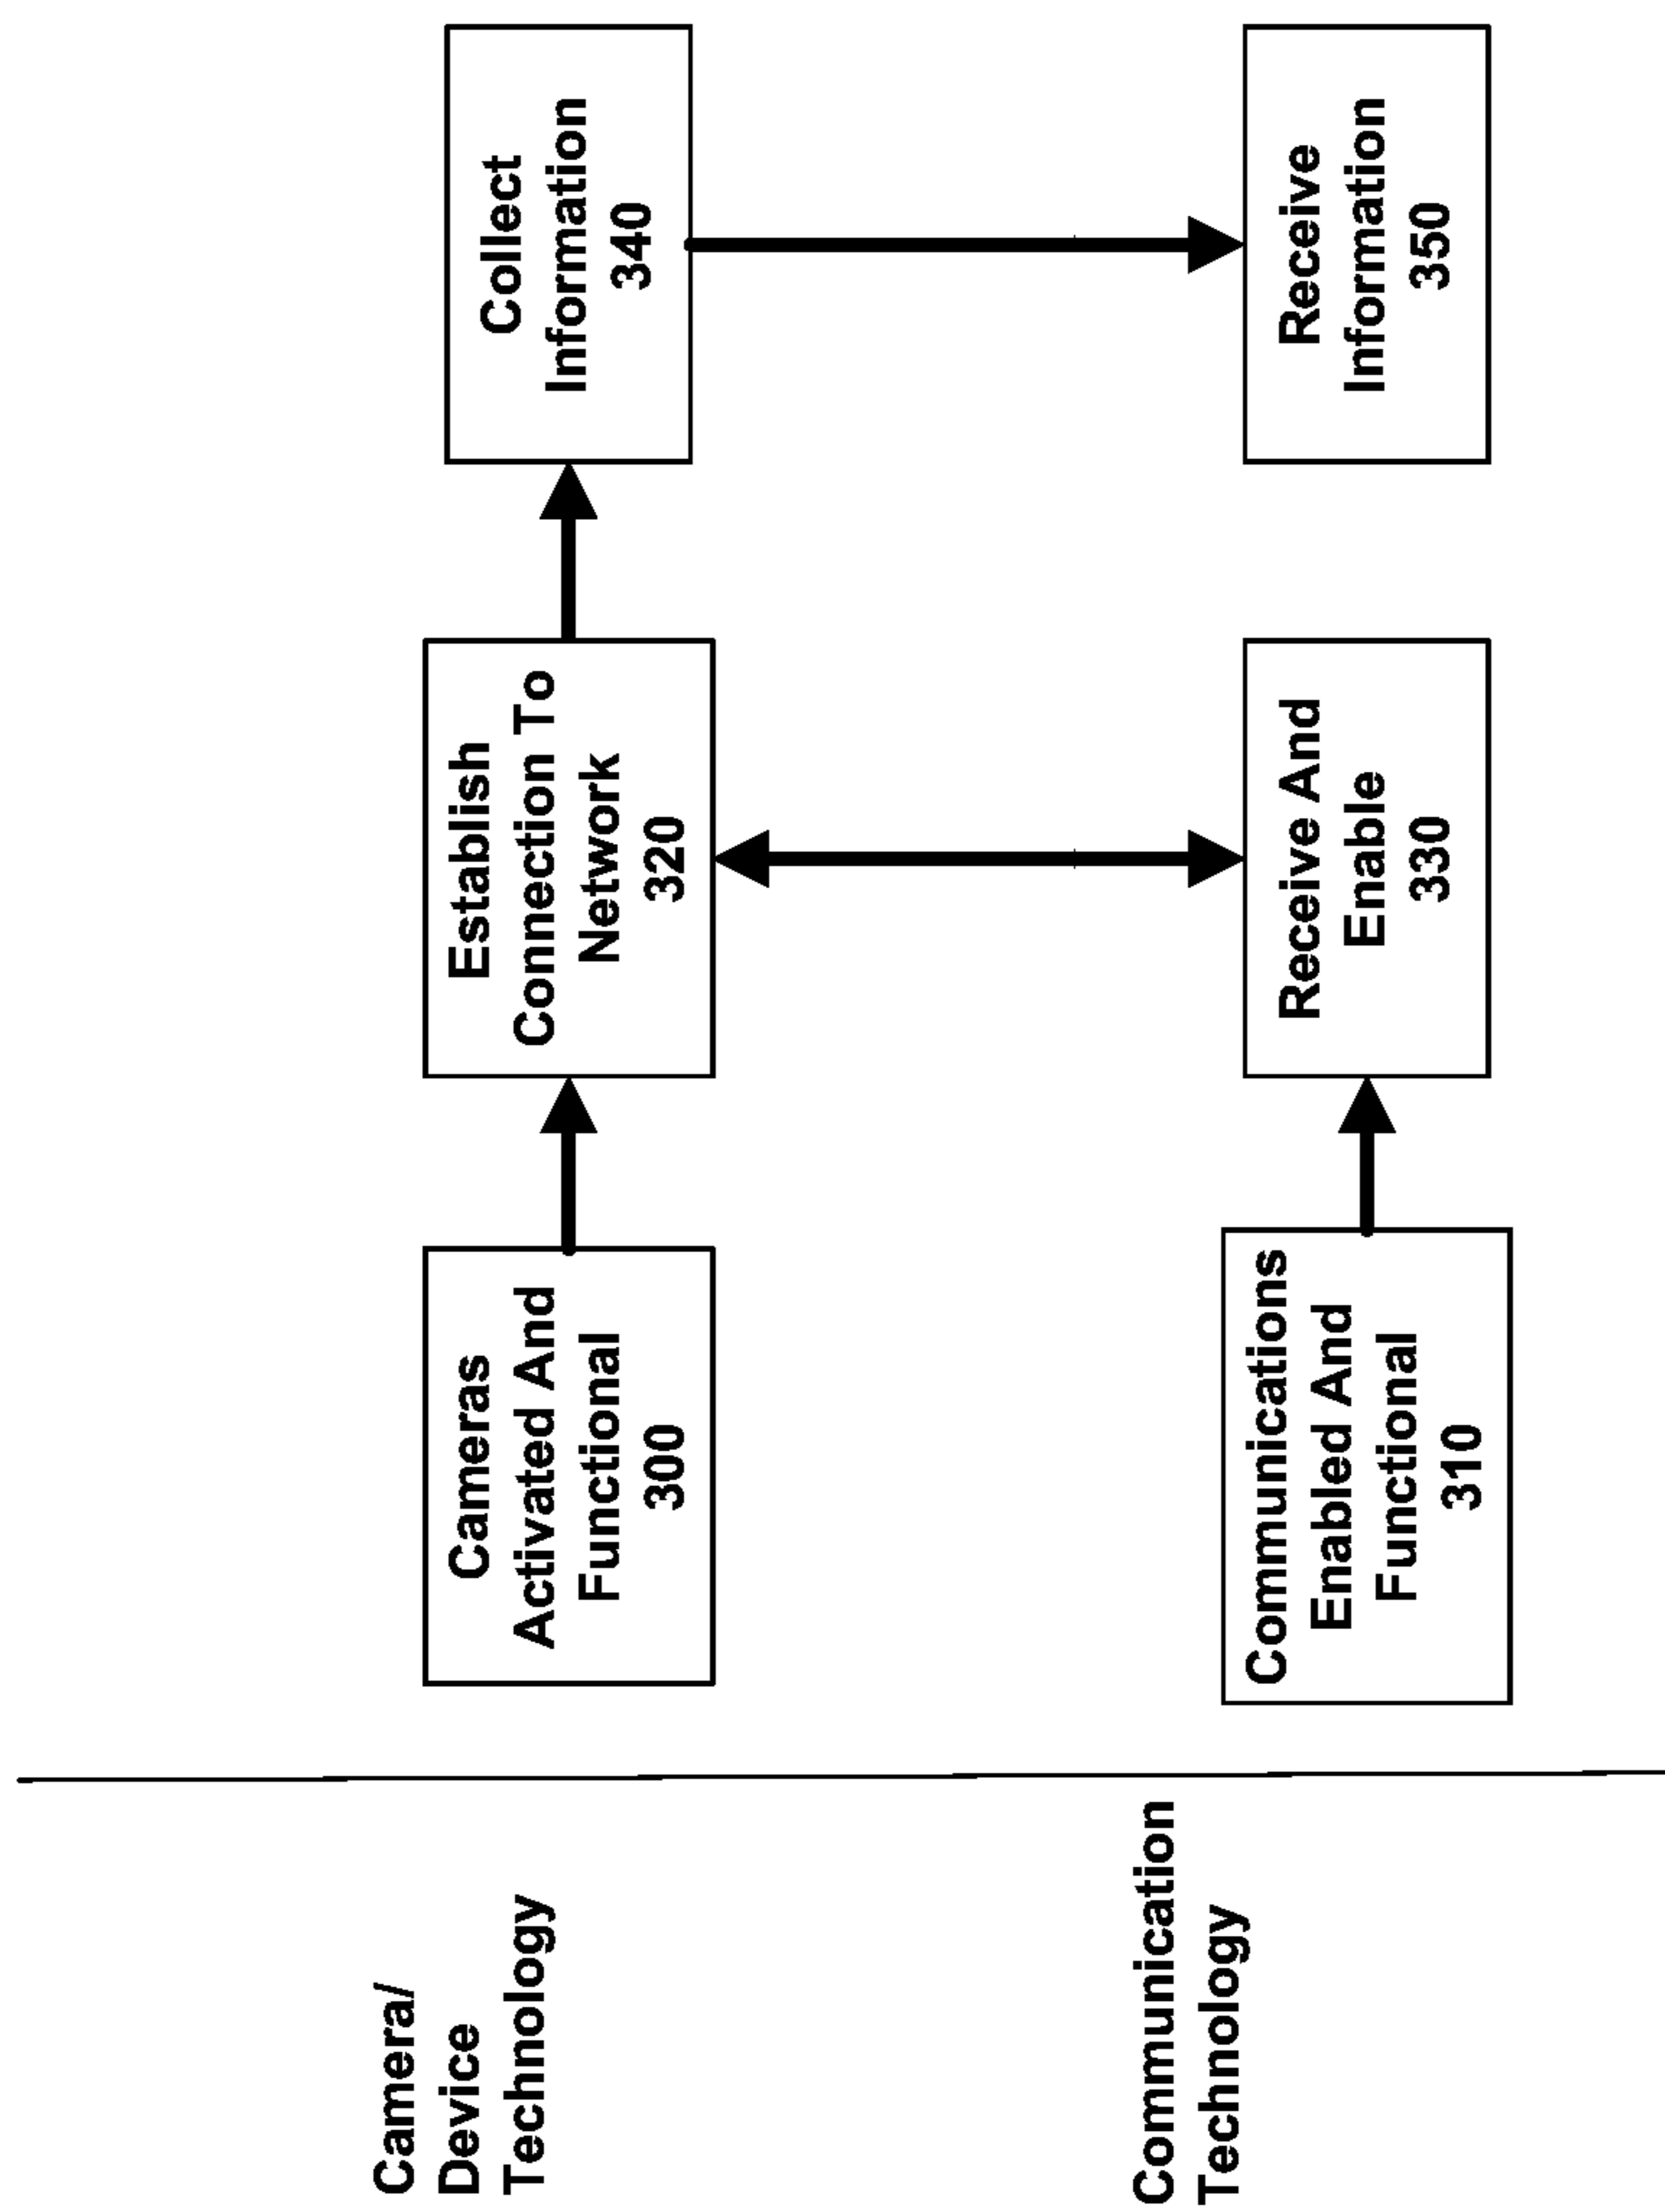 Camera/
Device
Technology
Cameras
Activated And
Functional
300
Establish
Connection To
Network
320
Collect
Information
340
Communication
Technology
Communications
Enabled And
Functional
310
Receive And
Enable
330
Receive
Information
350